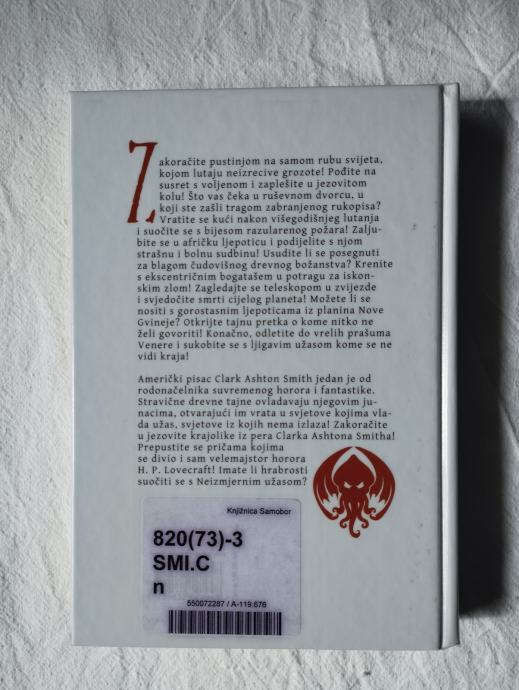 Zakoračite pustinjom na samom rubu svijeta,
kojom lutaju neizrecive grozote! Pođite na
susret s voljenom i zaplešite u jezovitom
kolu! Što vas čeka u ruševnom dvorcu, u
koji ste zašli tragom zabranjenog rukopisa?
Vratite se kući nakon višegodišnjeg lutanja
i suočite se s bijesom razularenog požara! Zalju-
bite se u afričku ljepoticu i podijelite s njom
strašnu i bolnu sudbinu! Usudite li se posegnuti
za blagom čudovišnog drevnog božanstva? Krenite
s ekscentričnim bogatašem u potragu za iskon-
skim zlom! Zagledajte se teleskopom u zvijezde
i svjedočite smrti cijelog planeta! Možete li se
nositi s gorostasnim ljepoticama iz planina Nove
Gvineje? Otkrijte tajnu pretka o kome nitko ne
želi govoriti! Konačno, odletite do vrelih prašuma
Venere i sukobite se s ljigavim užasom kome se ne
vidi kraja!
Američki pisac Clark Ashton Smith jedan je od
rodonačelnika suvremenog horora i fantastike.
Stravične drevne tajne ovladavaju njegovim ju-
nacima, otvarajući im vrata u svjetove kojima vla-
da užas, svjetove iz kojih nema izlaza! Zakoračite
u jezovite krajolike iz pera Clarka Ashtona Smitha!
Prepustite se pričama kojima
se divio i sam velemajstor horora
H. P. Lovecraft! Imate li hrabrosti
suočiti se s Neizmjernim užasom?
Knjižnica Samobor
820(73)-3
SMI.C
n
550072287 / A-119.676